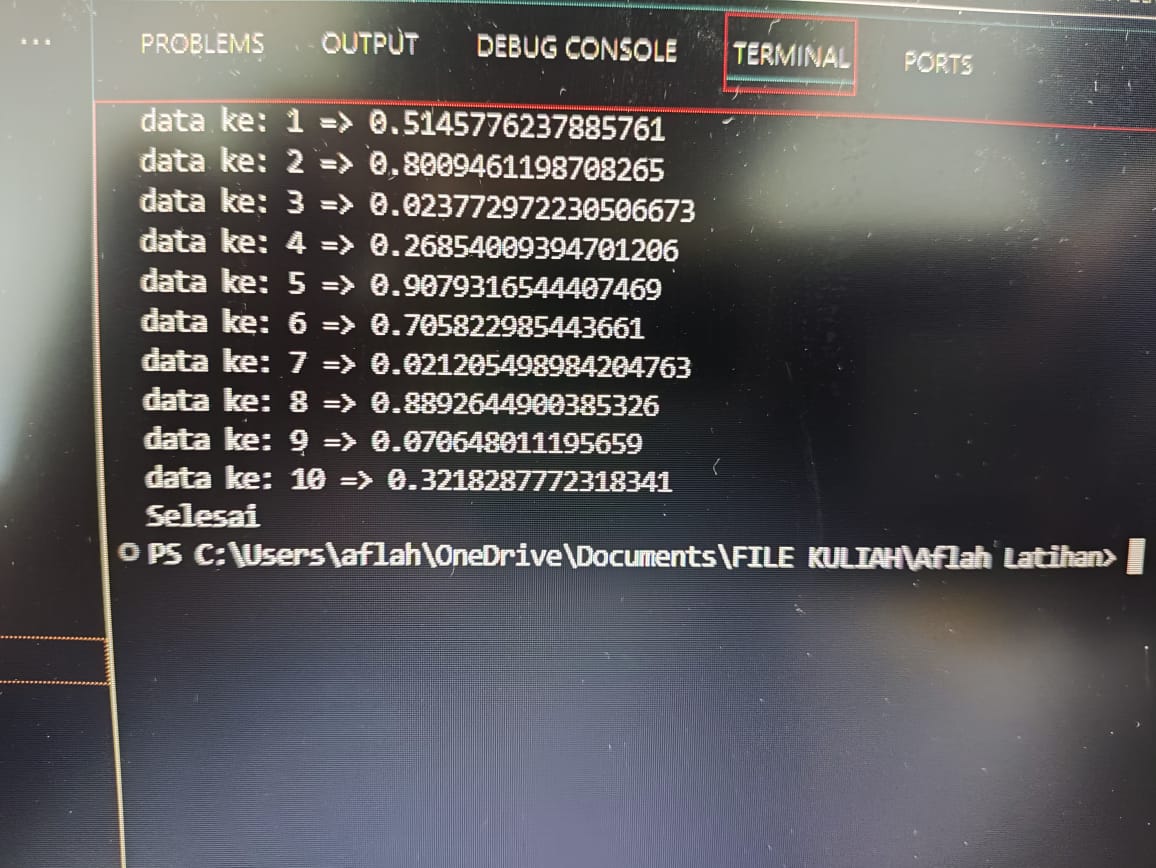 ...
PROBLEMS OUTPUT DEBUG CONSOLE TERMINAL PORTS
data ke: 1 => 0.5145776237885761
data ke: 2 => 0.8009461198708265
data ke: 3 => 0.023772972230506673
data ke: 4 => 0.26854009394701206
data ke: 5 => 0.9079316544407469
data ke: 6 => 0.705822985443661
data ke: 7 => 0.021205498984204763
data ke: 8 => 0.8892644900385326
data ke: 9 => 0.070648011195659
data ke: 10 => 0.3218287772318341
Selesai
PS C:\Users\aflah\OneDrive\Documents\FILE KULIAH\Aflah Latihan>